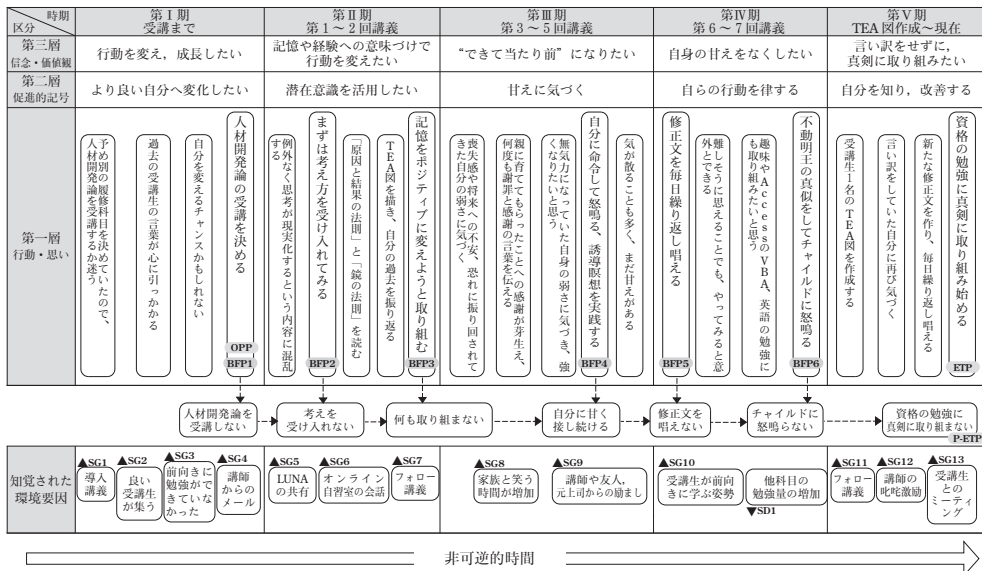 時期
区分
第Ⅰ期
受講まで
第Ⅱ期
第1~2回講義
第Ⅲ期
第3~5回講義
第Ⅳ期
第6~7回講義
第Ⅴ期
TEA図作成~現在
第三層
信念・価値観
行動を変え,成長したい
記憶や経験への意味づけで
行動を変えたい
“できて当たり前”になりたい
自身の甘えをなくしたい
言い訳をせずに,
真剣に取り組みたい
第二層
促進的記号
より良い自分へ変化したい
潜在意識を活用したい
甘えに気づく
自らの行動を律する
自分を知り,改善する
第一層
行動・思い
予め別の履修科目を決めていたので、
人材開発論を受講するか迷う
過去の受講生の言葉が心に引っかかる
自分を変えるチャンスかもしれない
人材開発論の受講を決める
OPP
BFP1
例外なく思考が現実化するという内容に混乱
する
まずは考え方を受け入れてみる
BFP2
「原因と結果の法則」と「鏡の法則」を読む
TEA図を描き、自分の過去を振り返る
記憶をポジティブに変えようと取り組む
BFP3
喪失感や将来への不安、恐れに振り回されて
きた自分の弱さに気づく
親に育ててもらったことへの感謝が芽生え、
何度も謝罪と感謝の言葉を伝える
無気力になっていた自身の弱さに気づき、強
くなりたいと思う
自分に命令して怒鳴る、誘導瞑想を実践する
BFP4
気が散ることも多く、まだ甘えがある
修正文を毎日繰り返し唱える
BFP5
難しそうに思えることでも、やってみると意
外とできる
趣味やAccessのVBA、英語の勉強に
も取り組みたいと思う
不動明王の真似をしてチャイルドに怒鳴る
BFP6
受講生1名のTEA図を作成する
言い訳をしていた自分に再び気づく
新たな修正文を作り、毎日繰り返し唱える
資格の勉強に真剣に取り組み始める
ETP
人材開発論を
受講しない
考えを
受け入れない
何も取り組まない
自分に甘く
接し続ける
修正文を
唱えない
チャイルドに
怒鳴らない
資格の勉強に
真剣に取り組まない
P-ETP
知覚された
環境要因
▲SG1
導入
講義
▲SG2
良い
受講生
が集う
▲SG3
前向きに
勉強がで
きていな
かった
▲SG4
講師
からの
メール
▲SG5
LUNA
の共有
▲SG6
オンライン
自習室の会話
▲SG7
フォロー
講義
▲SG8
家族と笑う
時間が増加
▲SG9
講師や友人,
元上司からの励まし
▲SG10
受講生が前向
きに学ぶ姿勢
他科目の
勉強量の増加
▼SD1
▲SG11
フォロー
講義
▲SG12
講師の
叱咤激励
▲SG13
受講生
との
ミーティ
ング
非可逆的時間